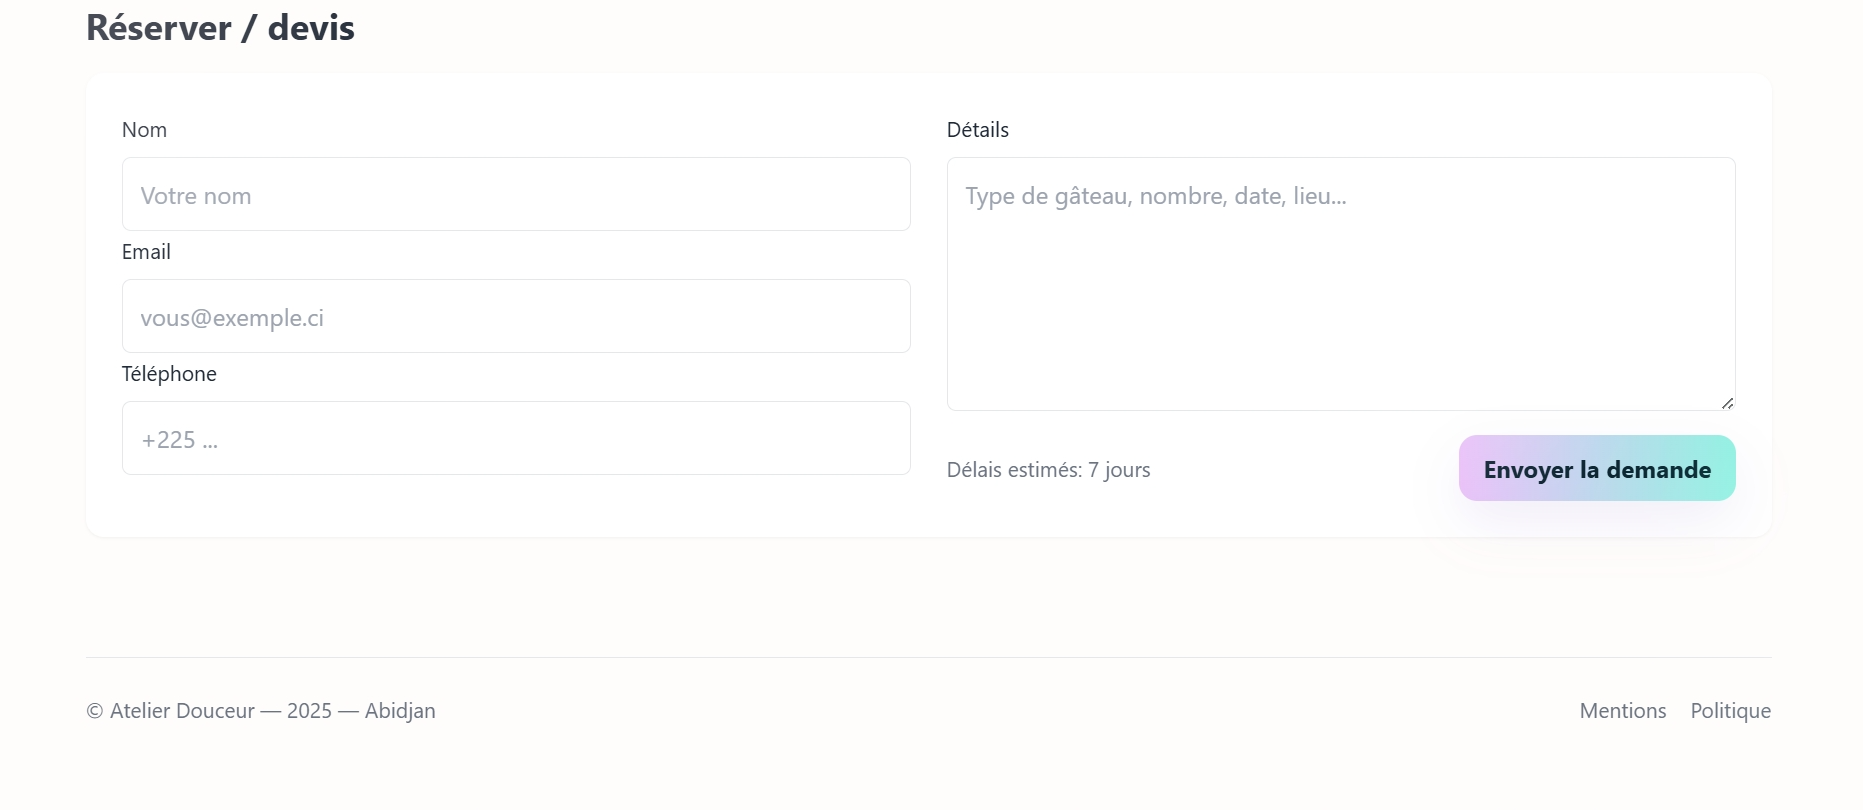 Réserver / devis
Nom
Votre nom
Email
vous@exemple.ci
Téléphone
+225 ...
Détails
Type de gâteau, nombre, date, lieu...
Délais estimés: 7 jours
Envoyer la demande
© Atelier Douceur — 2025 — Abidjan
Mentions Politique